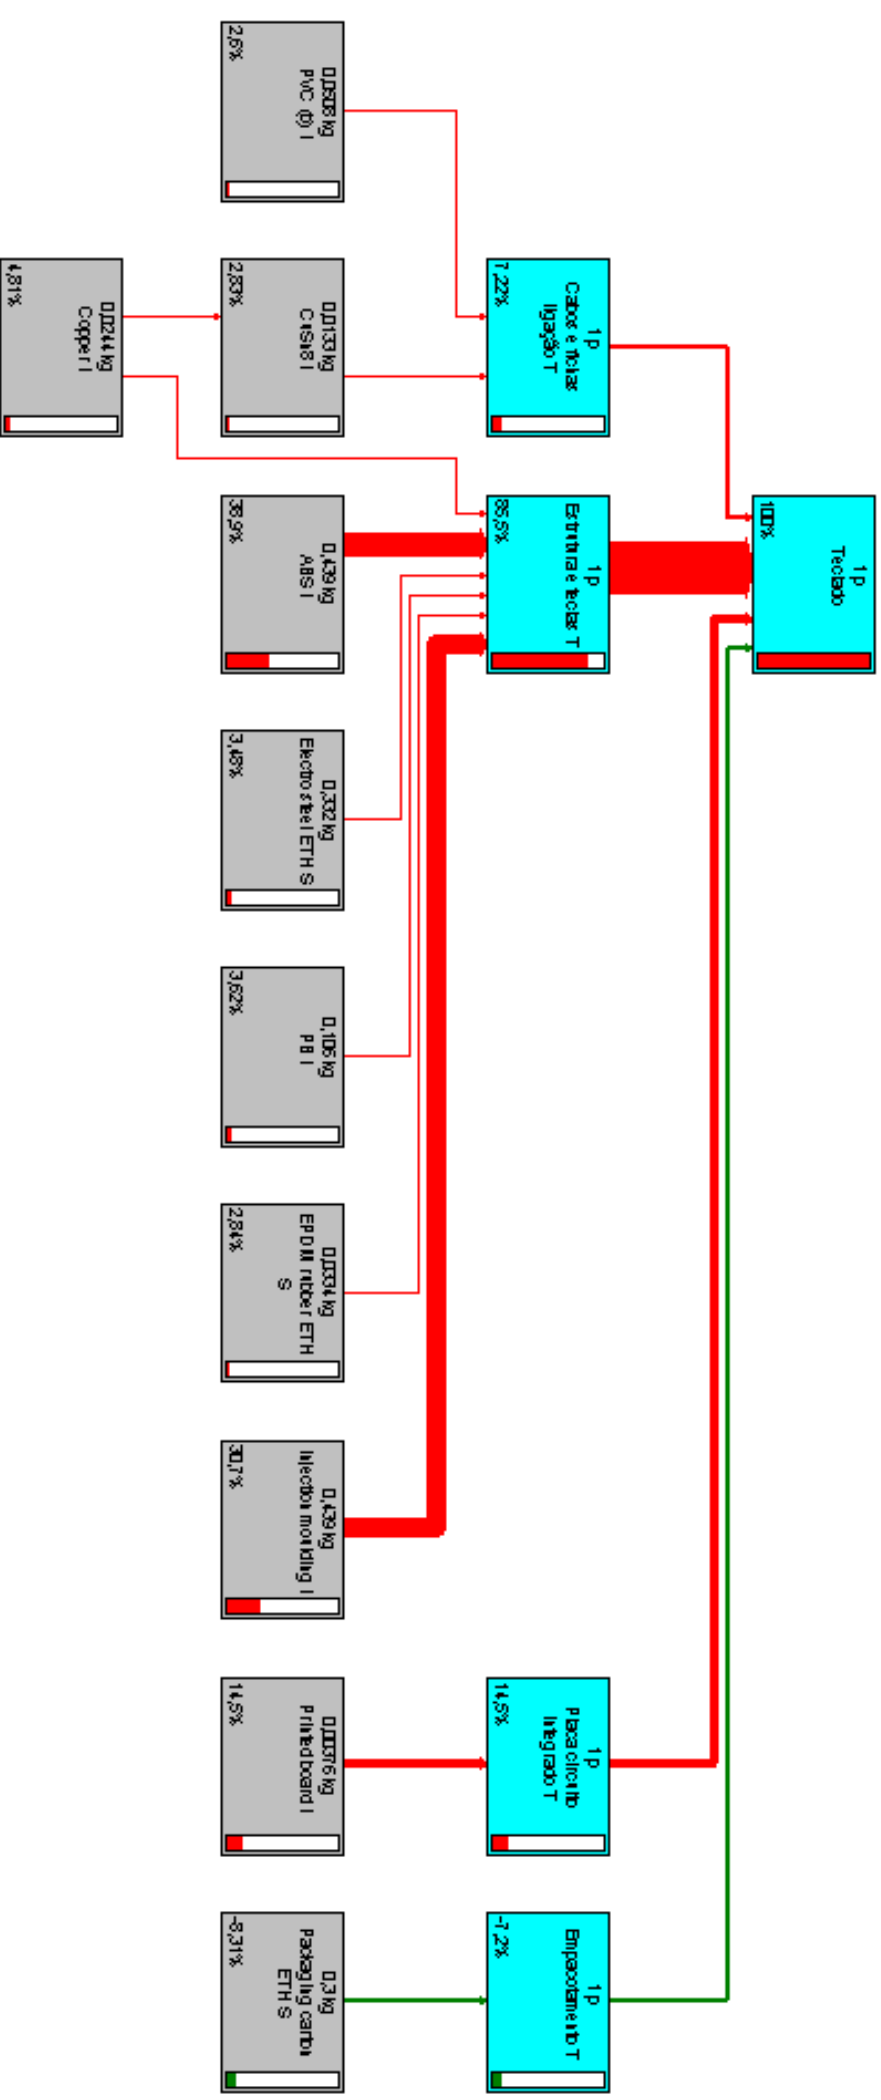 1 p
Teclado
100%
1 p
Cabos e fichas
ligação T
7,22%
1 p
Estrutura e teclas T
85,5%
1 p
Placa circuito
Integrado T
14,5%
1 p
Empacotamento T
-7,2%
0,0508 kg
PVC (b) I
2,6%
0,0133 kg
CuSn8 I
2,83%
0,439 kg
ABS I
38,9%
0,332 kg
Electro steel ETH S
3,48%
0,106 kg
PB I
3,62%
0,0334 kg
EPDM rubber ETH
S
2,84%
0,439 kg
Injection moulding I
30,7%
0,00376 kg
Printed board I
14,5%
0,3 kg
Packaging carton
ETH S
-8,31%
0,0244 kg
Copper I
4,81%